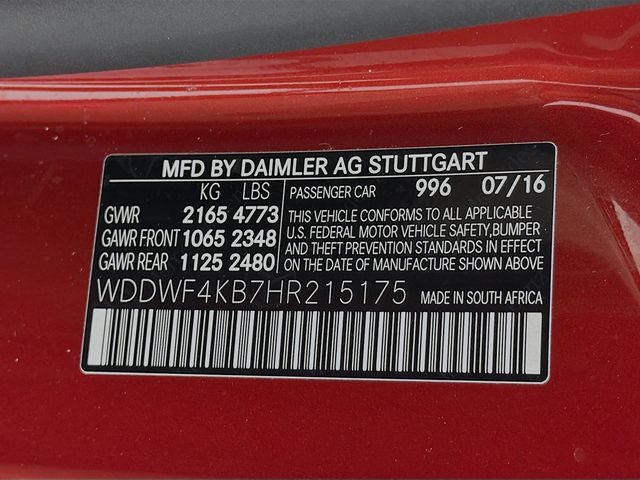 MFD BY DAIMLER AG STUTTGART
KG LBS
GVWR 2165 4773
GAWR FRONT 1065 2348
GAWR REAR 1125 2480
PASSENGER CAR 996 07/16
THIS VEHICLE CONFORMS TO ALL APPLICABLE
U.S. FEDERAL MOTOR VEHICLE SAFETY,BUMPER
AND THEFT PREVENTION STANDARDS IN EFFECT
ON THE DATE OF MANUFACTURE SHOWN ABOVE.
WDDWF4KB7HR215175 MADE IN SOUTH AFRICA